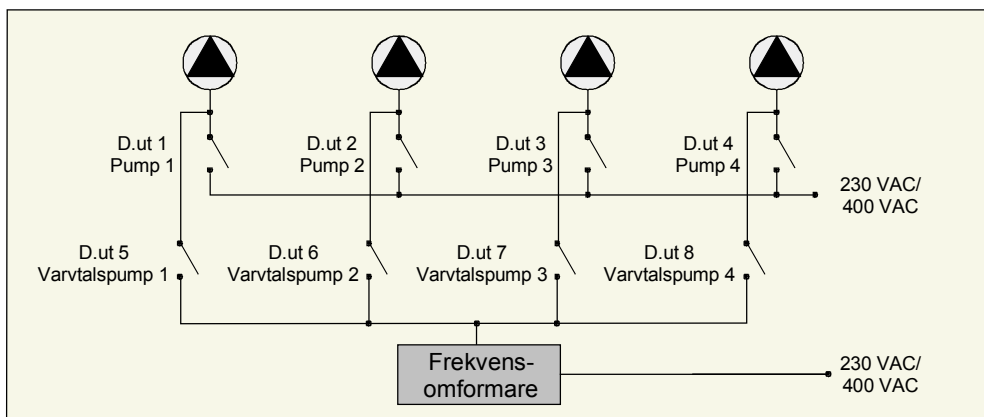 D.ut 1
Pump 1
D.ut 2
Pump 2
D.ut 3
Pump 3
D.ut 4
Pump 4
230 VAC/
400 VAC
D.ut 5
Varvtalspump 1
D.ut 6
Varvtalspump 2
D.ut 7
Varvtalspump 3
D.ut 8
Varvtalspump 4
Frekvens-
omformare
230 VAC/
400 VAC